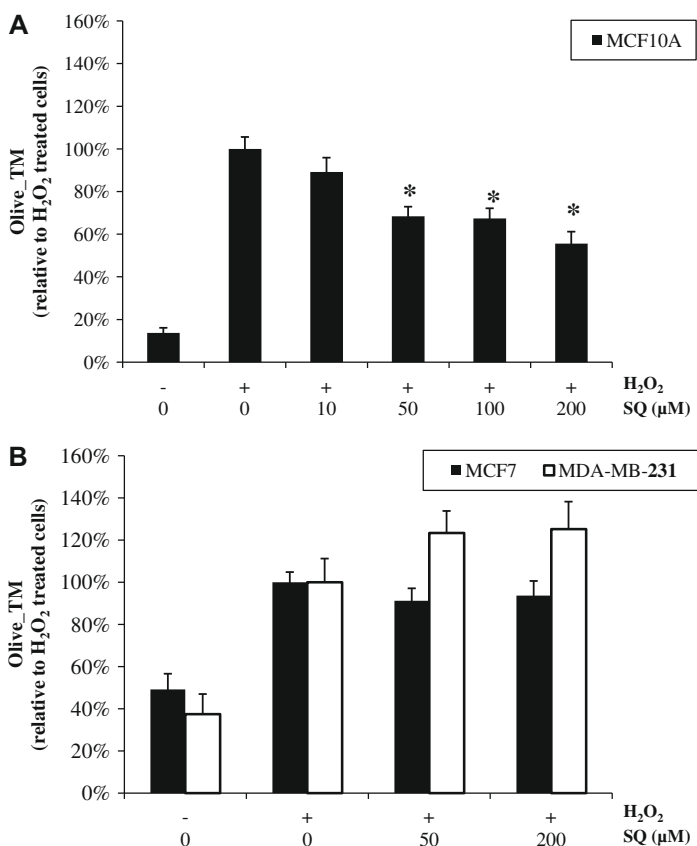 A
160%
140%
120%
100%
80%
60%
40%
20%
0%
Olive_TM
(relative to H₂O₂ treated cells)
MCF10A
*
*
*
- + + + + + H₂O₂
0 0 10 50 100 200 SQ (µM)
B
160%
140%
120%
100%
80%
60%
40%
20%
0%
Olive_TM
(relative to H₂O₂ treated cells)
MCF7 MDA-MB-231
- + + + H₂O₂
0 0 50 200 SQ (µM)